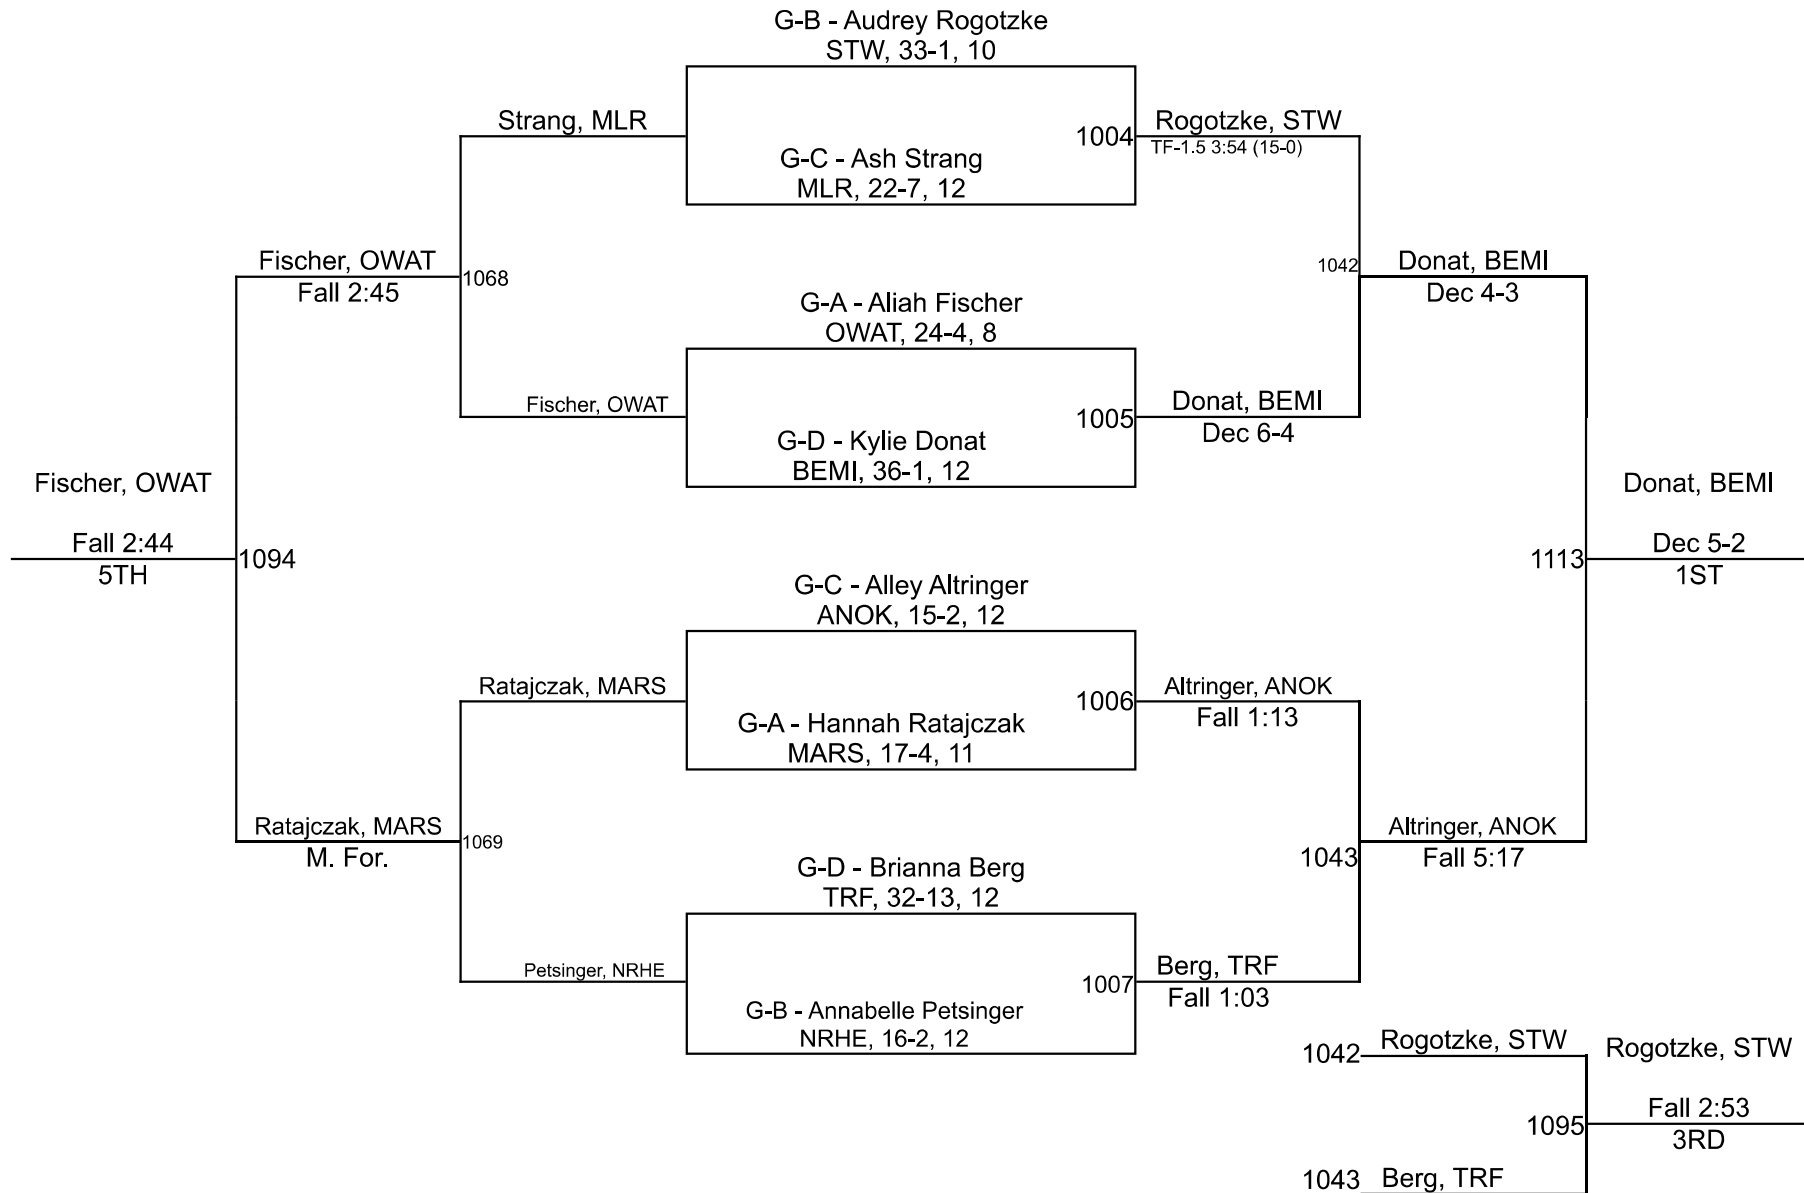 G-B - Audrey Rogotzke
STW, 33-1, 10
Strang, MLR
1004
Rogotzke, STW
TF-1.5 3:54 (15-0)
G-C - Ash Strang
MLR, 22-7, 12
Fischer, OWAT
Fall 2:45
1068
1042
Donat, BEMI
Dec 4-3
G-A - Aliah Fischer
OWAT, 24-4, 8
Fischer, OWAT
1005
Donat, BEMI
Dec 6-4
G-D - Kylie Donat
BEMI, 36-1, 12
Fischer, OWAT
Fall 2:44
5TH
1094
1113
Donat, BEMI
Dec 5-2
1ST
G-C - Alley Altringer
ANOK, 15-2, 12
Ratajczak, MARS
1006
Altringer, ANOK
Fall 1:13
G-A - Hannah Ratajczak
MARS, 17-4, 11
Ratajczak, MARS
M. For.
1069
1043
Altringer, ANOK
Fall 5:17
G-D - Brianna Berg
TRF, 32-13, 12
Petsinger, NRHE
1007
Berg, TRF
Fall 1:03
G-B - Annabelle Petsinger
NRHE, 16-2, 12
1042
Rogotzke, STW
Rogotzke, STW
1095
Fall 2:53
3RD
1043
Berg, TRF